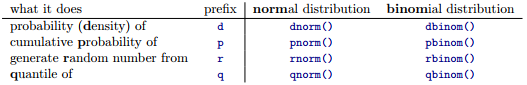 what it does prefix normal distribution binomial distribution
probability (density) of d dnorm() dbinom()
cumulative probability of p pnorm() pbinom()
generate random number from r rnorm() rbinom()
quantile of q qnorm() qbinom()